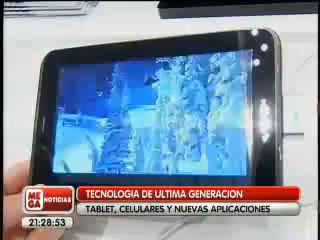 TECNOLOGIA DE ULTIMA GENERACION
MEGA NOTICIAS
TABLET, CELULARES Y NUEVAS APLICACIONES
21:28:53